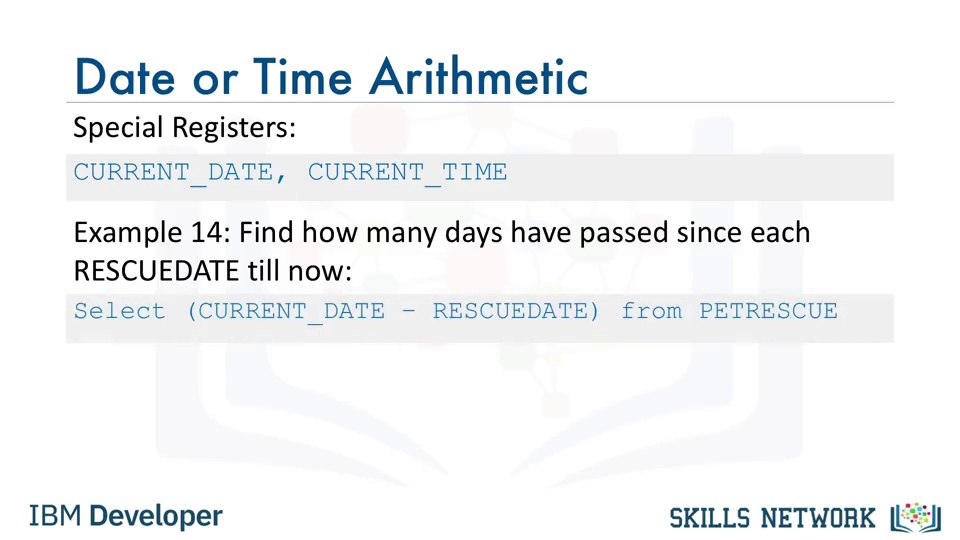 Date or Time Arithmetic
Special Registers:
CURRENT_DATE, CURRENT_TIME
Example 14: Find how many days have passed since each
RESCUEDATE till now:
Select (CURRENT_DATE – RESCUEDATE) from PETRESCUE
IBM Developer
SKILLS NETWORK